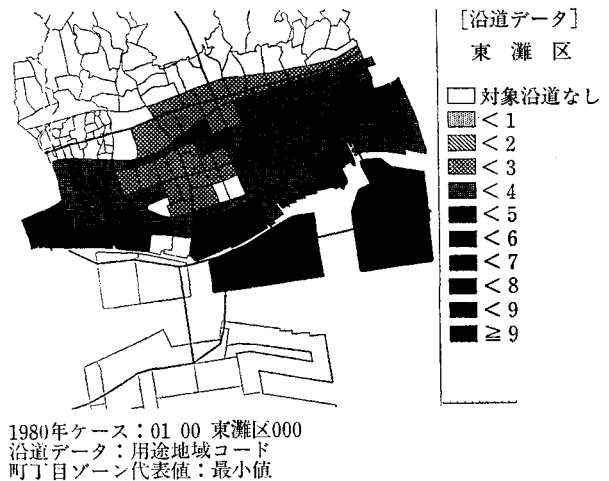 [沿道データ]
東灘区
対象沿道なし
< 1
< 2
< 3
< 4
< 5
< 6
< 7
< 8
< 9
≧ 9
1980年ケース:01 00 東灘区000
沿道データ:用途地域コード
町丁目ゾーン代表値:最小値